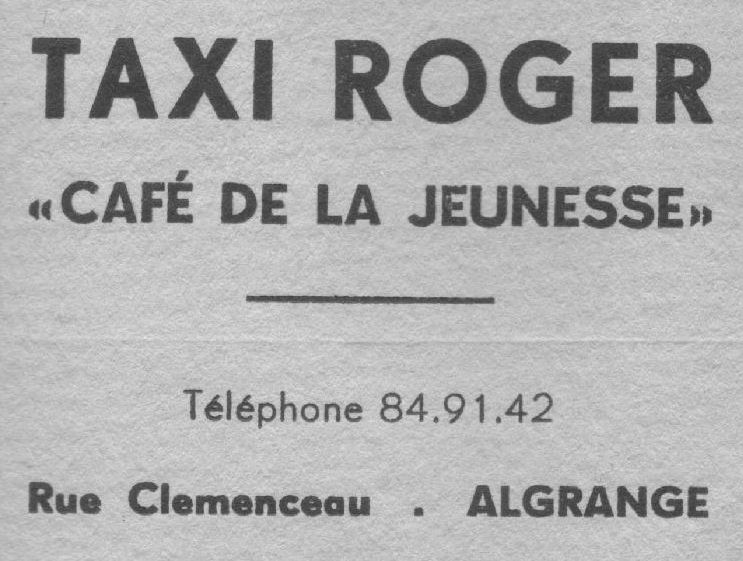 TAXI ROGER
«CAFÉ DE LA JEUNESSE»
Téléphone 84.91.42
Rue Clemenceau . ALGRANGE